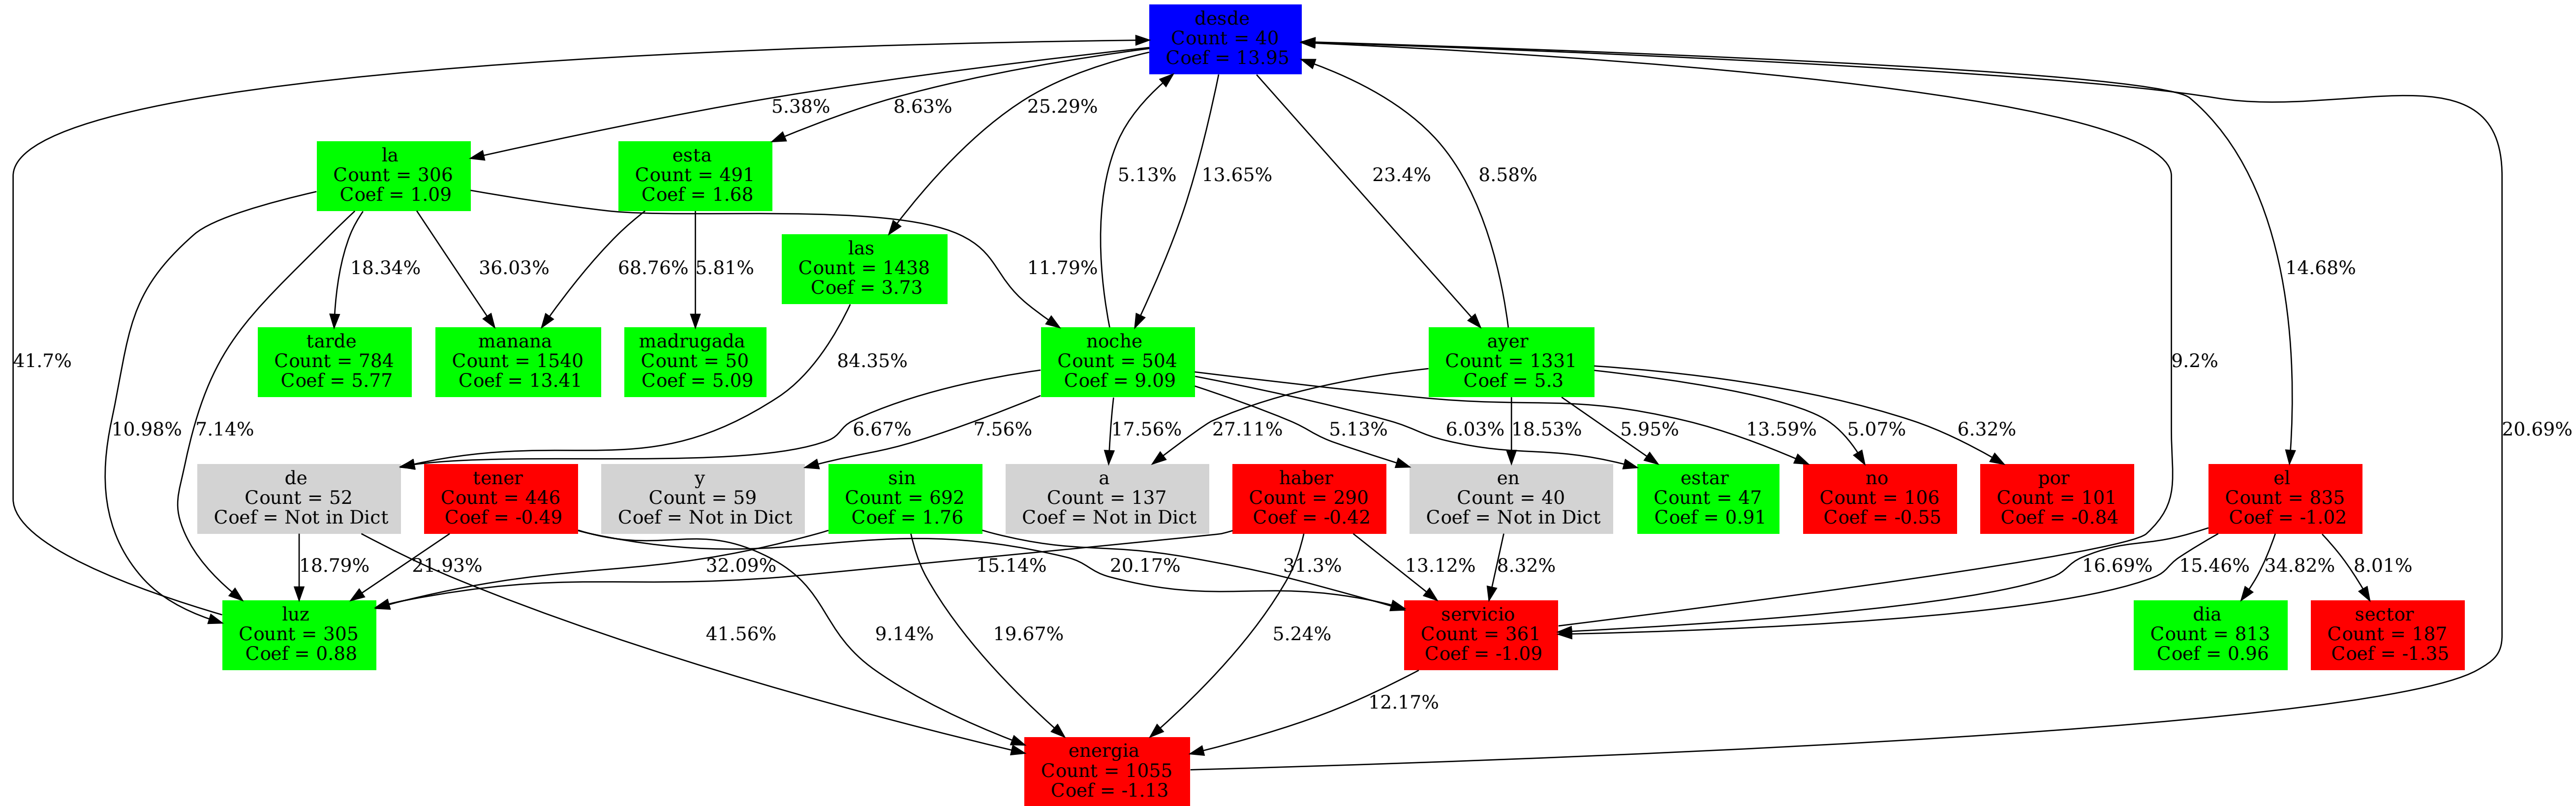 desde
Count = 40
Coef = 13.95
5.38%
8.63%
25.29%
la
Count = 306
Coef = 1.09
esta
Count = 491
Coef = 1.68
5.13%
13.65%
23.4%
8.58%
las
Count = 1438
Coef = 3.73
18.34%
36.03%
68.76%
5.81%
11.79%
14.68%
tarde
Count = 784
Coef = 5.77
manana
Count = 1540
Coef = 13.41
madrugada
Count = 50
Coef = 5.09
noche
Count = 504
Coef = 9.09
ayer
Count = 1331
Coef = 5.3
41.7%
84.35%
9.2%
10.98%
7.14%
6.67%
7.56%
17.56%
27.11%
5.13%
6.03%
18.53%
5.95%
13.59%
5.07%
6.32%
20.69%
de
Count = 52
Coef = Not in Dict
tener
Count = 446
Coef = -0.49
y
Count = 59
Coef = Not in Dict
sin
Count = 692
Coef = 1.76
a
Count = 137
Coef = Not in Dict
haber
Count = 290
Coef = -0.42
en
Count = 40
Coef = Not in Dict
estar
Count = 47
Coef = 0.91
no
Count = 106
Coef = -0.55
por
Count = 101
Coef = -0.84
el
Count = 835
Coef = -1.02
18.79%
21.93%
32.09%
15.14%
20.17%
31.3%
13.12%
8.32%
16.69%
15.46%
34.82%
8.01%
luz
Count = 305
Coef = 0.88
41.56%
9.14%
19.67%
5.24%
servicio
Count = 361
Coef = -1.09
dia
Count = 813
Coef = 0.96
sector
Count = 187
Coef = -1.35
12.17%
energia
Count = 1055
Coef = -1.13